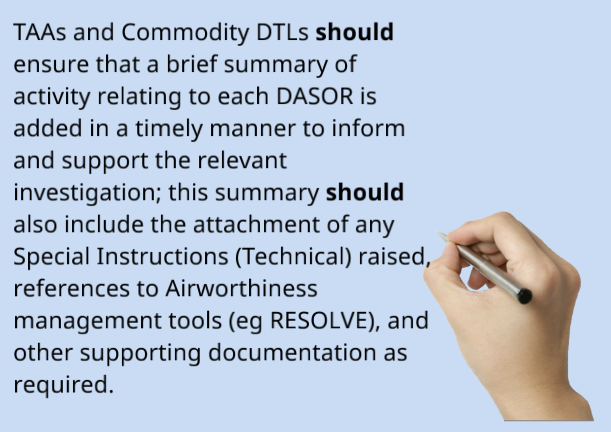 TAAs and Commodity DTLs should
ensure that a brief summary of
activity relating to each DASOR is
added in a timely manner to inform
and support the relevant
investigation; this summary should
also include the attachment of any
Special Instructions (Technical) raised,
references to Airworthiness
management tools (eg RESOLVE), and
other supporting documentation as
required.